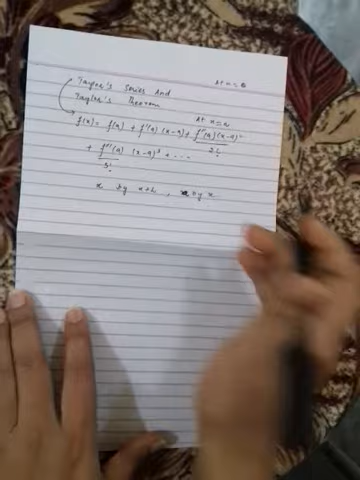 At x = a
Taylor's Series And
Taylor's Theorem
At x = a
f(x) = f(a) + f'(a) (x-a) + f''(a) (x-a)²
2!
+ f'''(a) (x-a)³ + ...
3!
x by x+h , by x